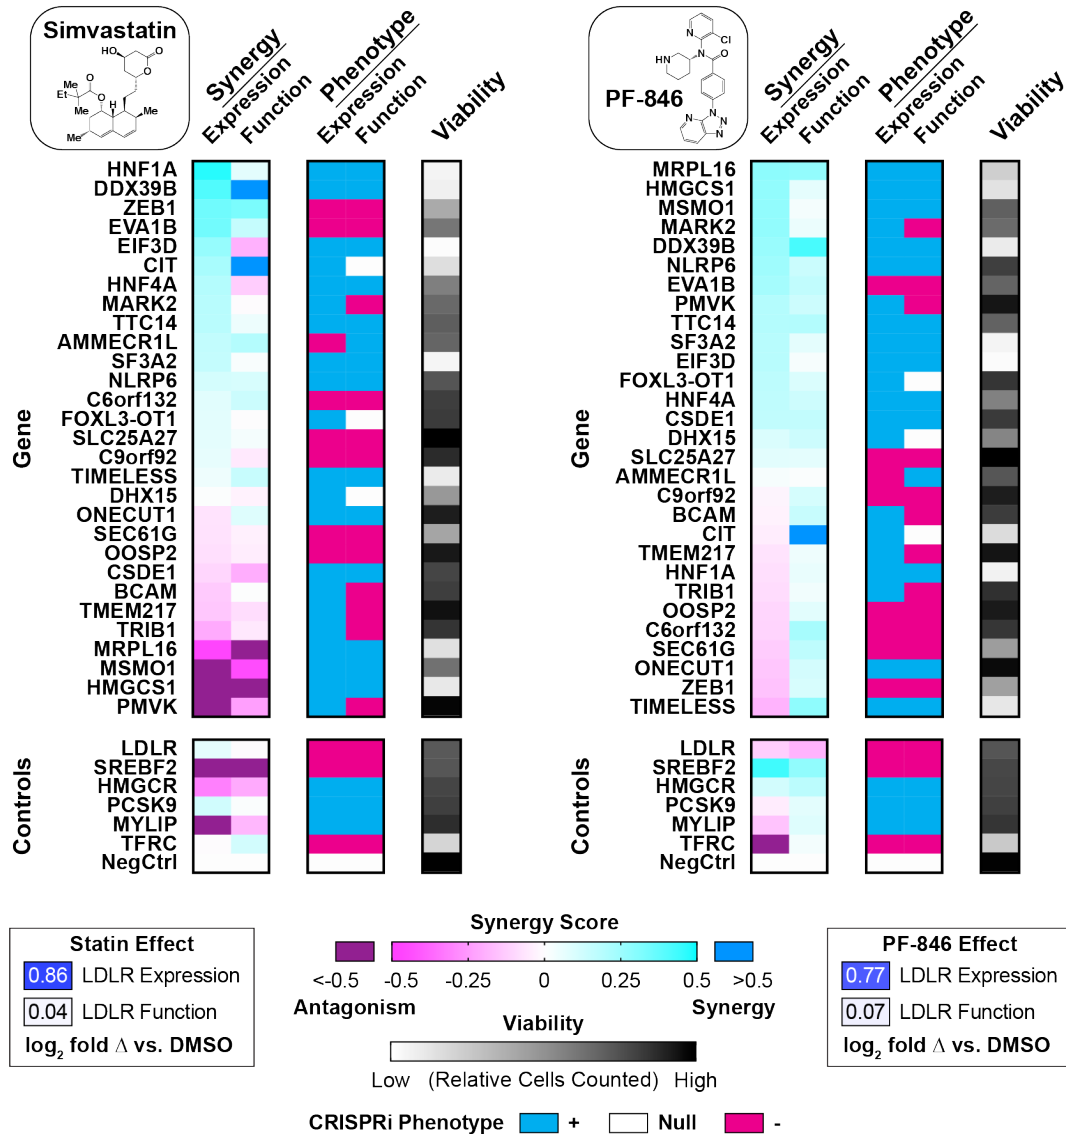 Simvastatin
HO
O
O
O
O
Me
Et
Me
H
Me
Me
Synergy
Expression
Function
Phenotype
Expression
Function
Viability
N
Cl
HN
N
O
N
N
N
N
PF-846
Synergy
Expression
Function
Phenotype
Expression
Function
Viability
Gene
HNF1A
DDX39B
ZEB1
EVA1B
EIF3D
CIT
HNF4A
MARK2
TTC14
AMMECR1L
SF3A2
NLRP6
C6orf132
FOXL3-OT1
SLC25A27
C9orf92
TIMELESS
DHX15
ONECUT1
SEC61G
OOSP2
CSDE1
BCAM
TMEM217
TRIB1
MRPL16
MSMO1
HMGCS1
PMVK
Controls
LDLR
SREBF2
HMGCR
PCSK9
MYLIP
TFRC
NegCtrl
Gene
MRPL16
HMGCS1
MSMO1
MARK2
DDX39B
NLRP6
EVA1B
PMVK
TTC14
SF3A2
EIF3D
FOXL3-OT1
HNF4A
CSDE1
DHX15
SLC25A27
AMMECR1L
C9orf92
BCAM
CIT
TMEM217
HNF1A
TRIB1
OOSP2
C6orf132
SEC61G
ONECUT1
ZEB1
TIMELESS
Controls
LDLR
SREBF2
HMGCR
PCSK9
MYLIP
TFRC
NegCtrl
Statin Effect
0.86 LDLR Expression
0.04 LDLR Function
log2 fold Δ vs. DMSO
Synergy Score
<-0.5 -0.5 -0.25 0 0.25 0.5 >0.5
Antagonism Synergy
Viability
Low (Relative Cells Counted) High
CRISPRi Phenotype + Null -
PF-846 Effect
0.77 LDLR Expression
0.07 LDLR Function
log2 fold Δ vs. DMSO